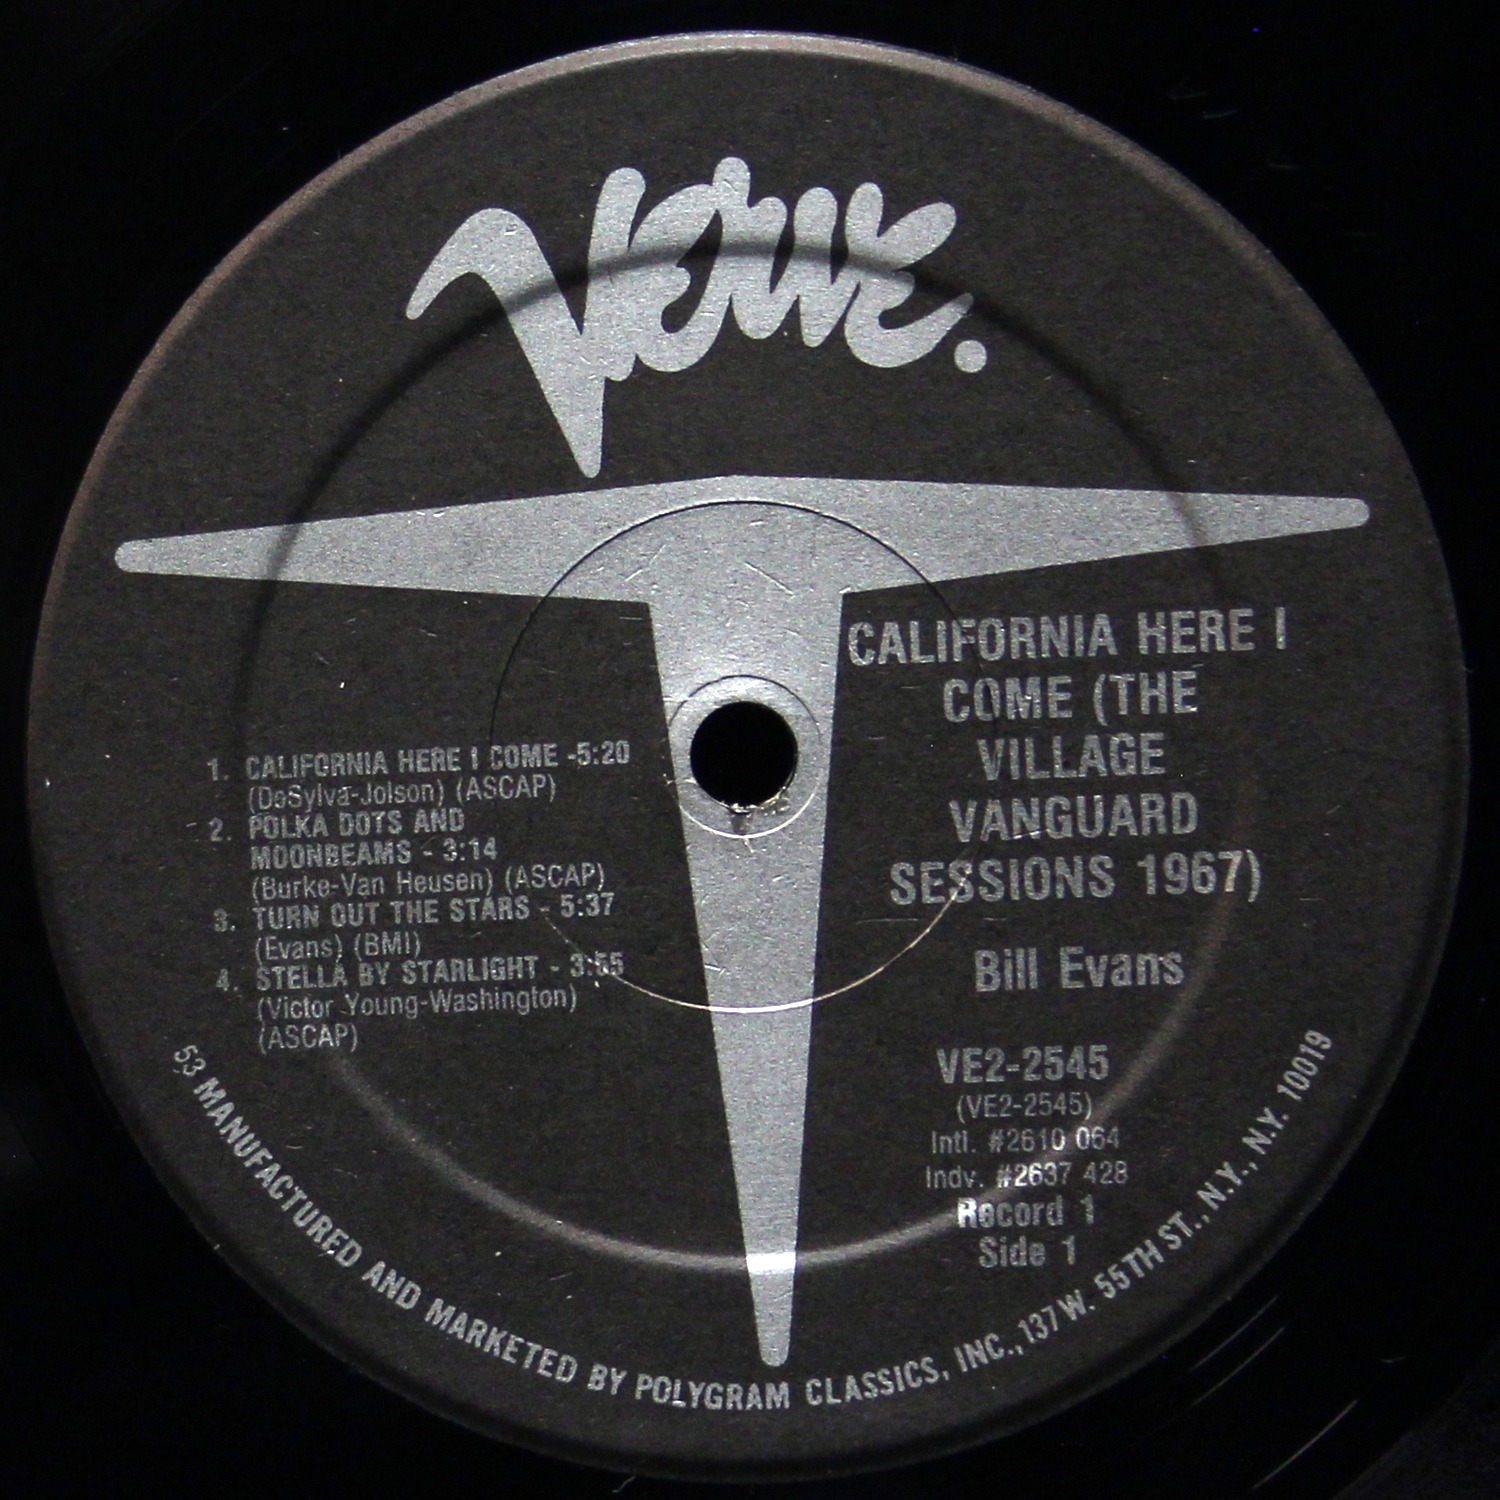 Verve.
1. CALIFORNIA HERE I COME -5:20
(DeSylva-Jolson) (ASCAP)
2. POLKA DOTS AND
MOONBEAMS - 3:14
(Burke-Van Heusen) (ASCAP)
3. TURN OUT THE STARS - 5:37
(Evans) (BMI)
4. STELLA BY STARLIGHT - 3:55
(Victor Young-Washington)
(ASCAP)
CALIFORNIA HERE I
COME (THE
VILLAGE
VANGUARD
SESSIONS 1967)
Bill Evans
VE2-2545
(VE2-2545)
Intl. #2610 064
Indv. #2637 428
Record 1
Side 1
53 MANUFACTURED AND MARKETED BY POLYGRAM CLASSICS, INC., 137 W. 55TH ST., N.Y., N.Y. 10019